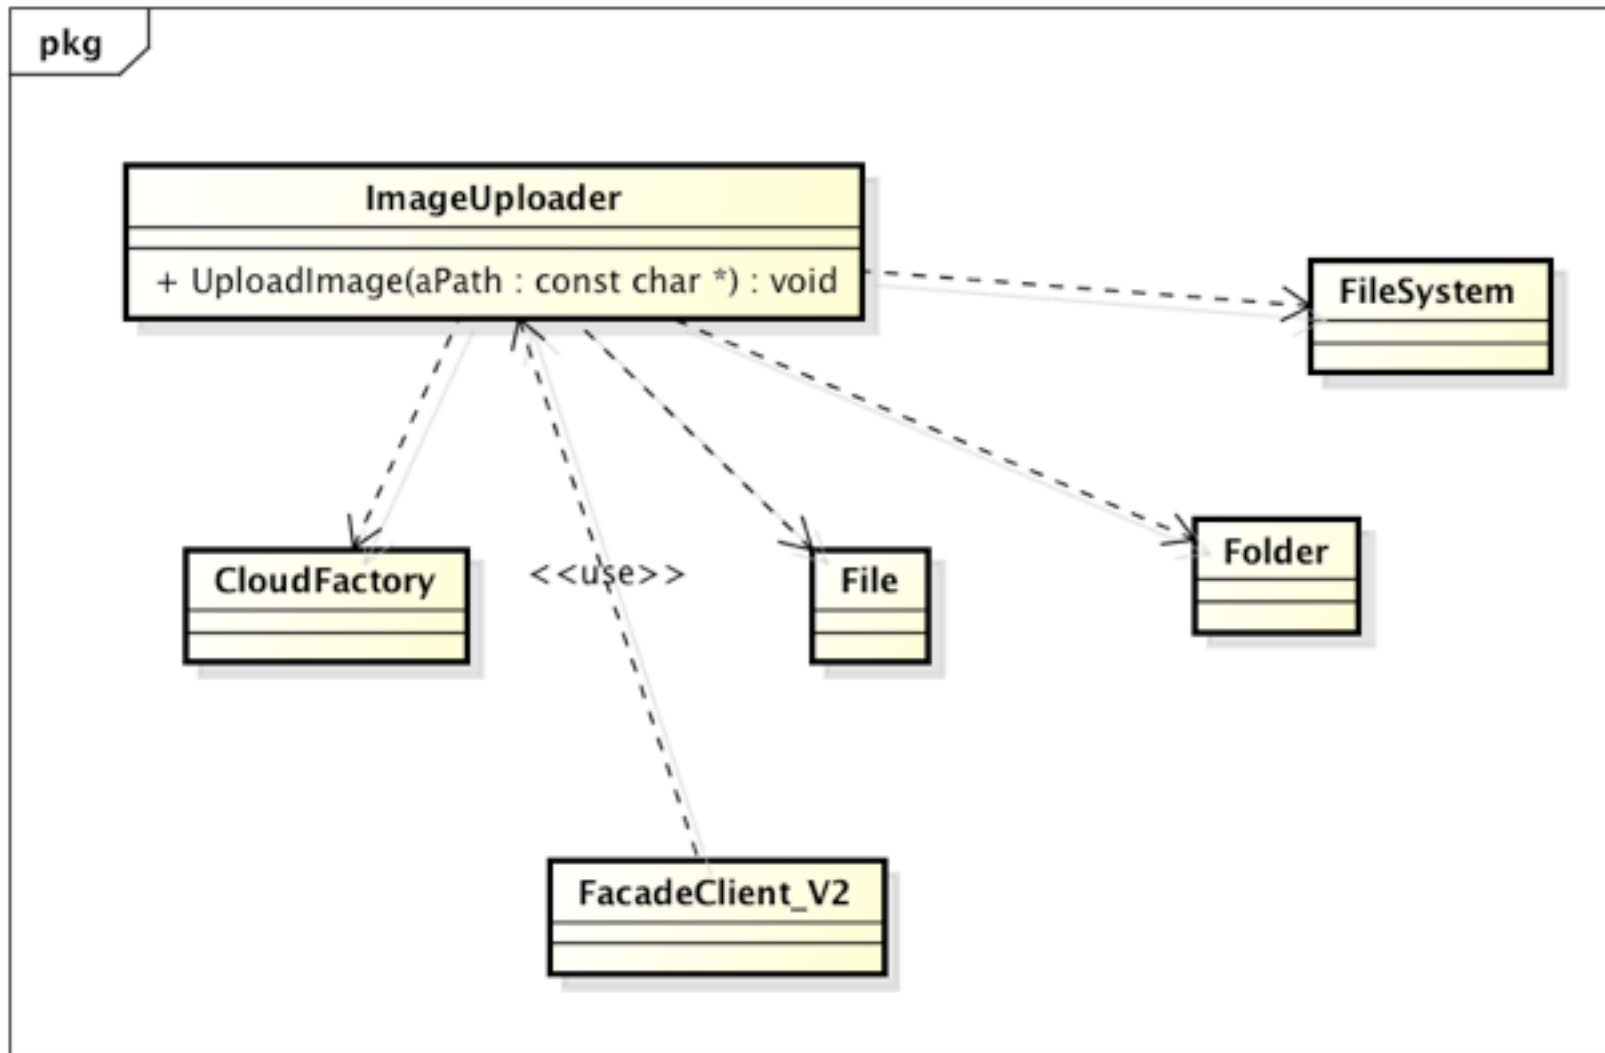 pkg
ImageUploader
+ UploadImage(aPath : const char *) : void
FileSystem
Folder
CloudFactory
<<use>>
File
FacadeClient_V2